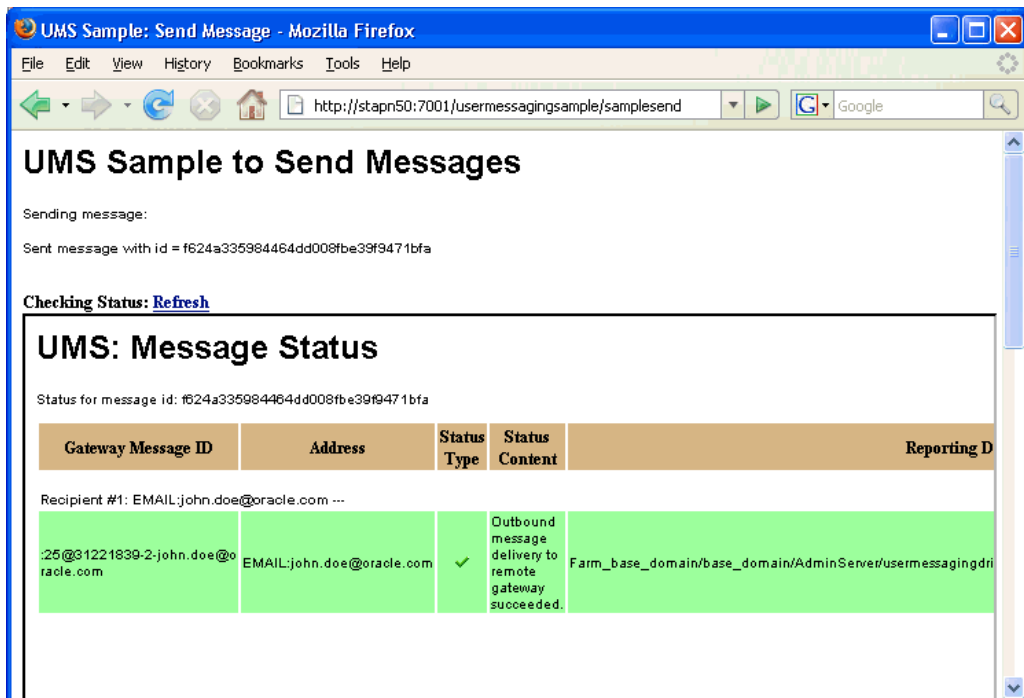 UMS Sample: Send Message - Mozilla Firefox
File Edit View History Bookmarks Tools Help
http://stapn50:7001/usermessagingsample/samplesend
G Google
UMS Sample to Send Messages
Sending message:
Sent message with id = f624a335984464dd008fbe39f9471bfa
Checking Status: Refresh
UMS: Message Status
Status for message id: f624a335984464dd008fbe39f9471bfa
Gateway Message ID
Address
Status
Type
Status
Content
Reporting D
Recipient #1: EMAIL:john.doe@oracle.com ---
:25@31221839-2-john.doe@o
racle.com
EMAIL:john.doe@oracle.com
Outbound
message
delivery to
remote
gateway
succeeded.
Farm_base_domain/base_domain/AdminServer/usermessagingdri